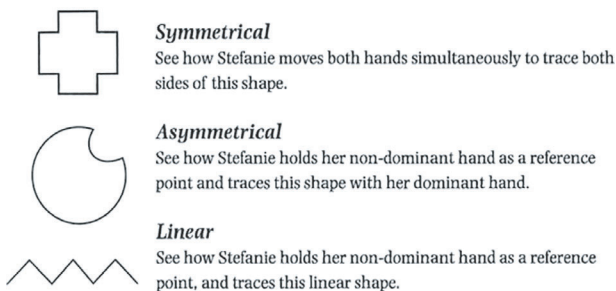 Symmetrical
See how Stefanie moves both hands simultaneously to trace both
sides of this shape.
Asymmetrical
See how Stefanie holds her non-dominant hand as a reference
point and traces this shape with her dominant hand.
Linear
See how Stefanie holds her non-dominant hand as a reference
point, and traces this linear shape.